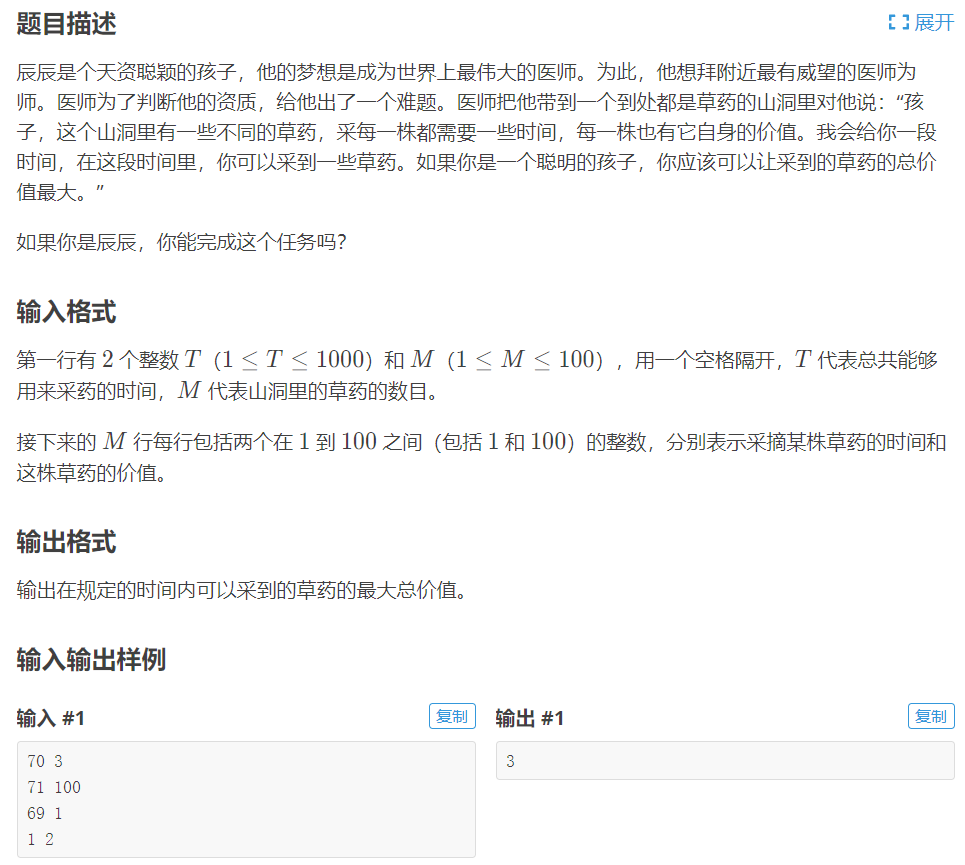 题目描述
展开
辰辰是个天资聪颖的孩子，他的梦想是成为世界上最伟大的医师。为此，他想拜附近最有威望的医师为
师。医师为了判断他的资质，给他出了一个难题。医师把他带到一个到处都是草药的山洞里对他说：“孩
子，这个山洞里有一些不同的草药，采每一株都需要一些时间，每一株也有它自身的价值。我会给你一段
时间，在这段时间里，你可以采到一些草药。如果你是一个聪明的孩子，你应该可以让采到的草药的总价
值最大。”
如果你是辰辰，你能完成这个任务吗？
输入格式
第一行有 2 个整数 T（1 ≤ T ≤ 1000）和 M（1 ≤ M ≤ 100），用一个空格隔开，T 代表总共能够
用来采药的时间，M 代表山洞里的草药的数目。
接下来的 M 行每行包括两个在 1 到 100 之间（包括 1 和 100）的整数，分别表示采摘某株草药的时间和
这株草药的价值。
输出格式
输出在规定的时间内可以采到的草药的最大总价值。
输入输出样例
输入 #1
复制
70 3
71 100
69 1
1 2
输出 #1
复制
3